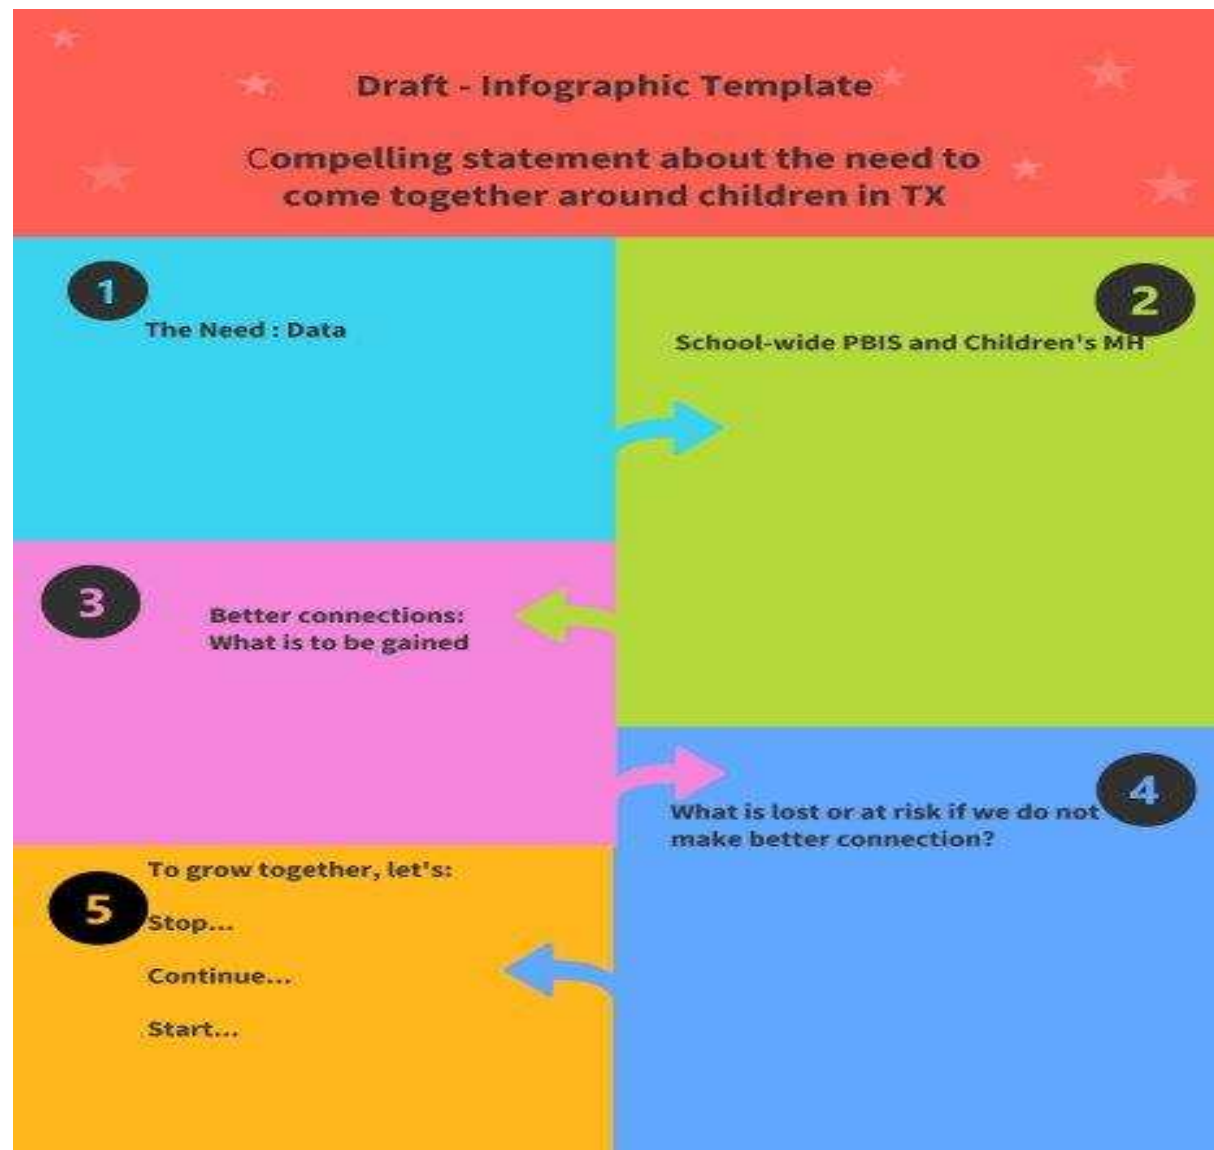 Draft - Infographic Template
Compelling statement about the need to
come together around children in TX
1
The Need : Data
2
School-wide PBIS and Children's MH
3
Better connections:
What is to be gained
4
What is lost or at risk if we do not
make better connection?
5
To grow together, let's:
Stop...
Continue...
Start...